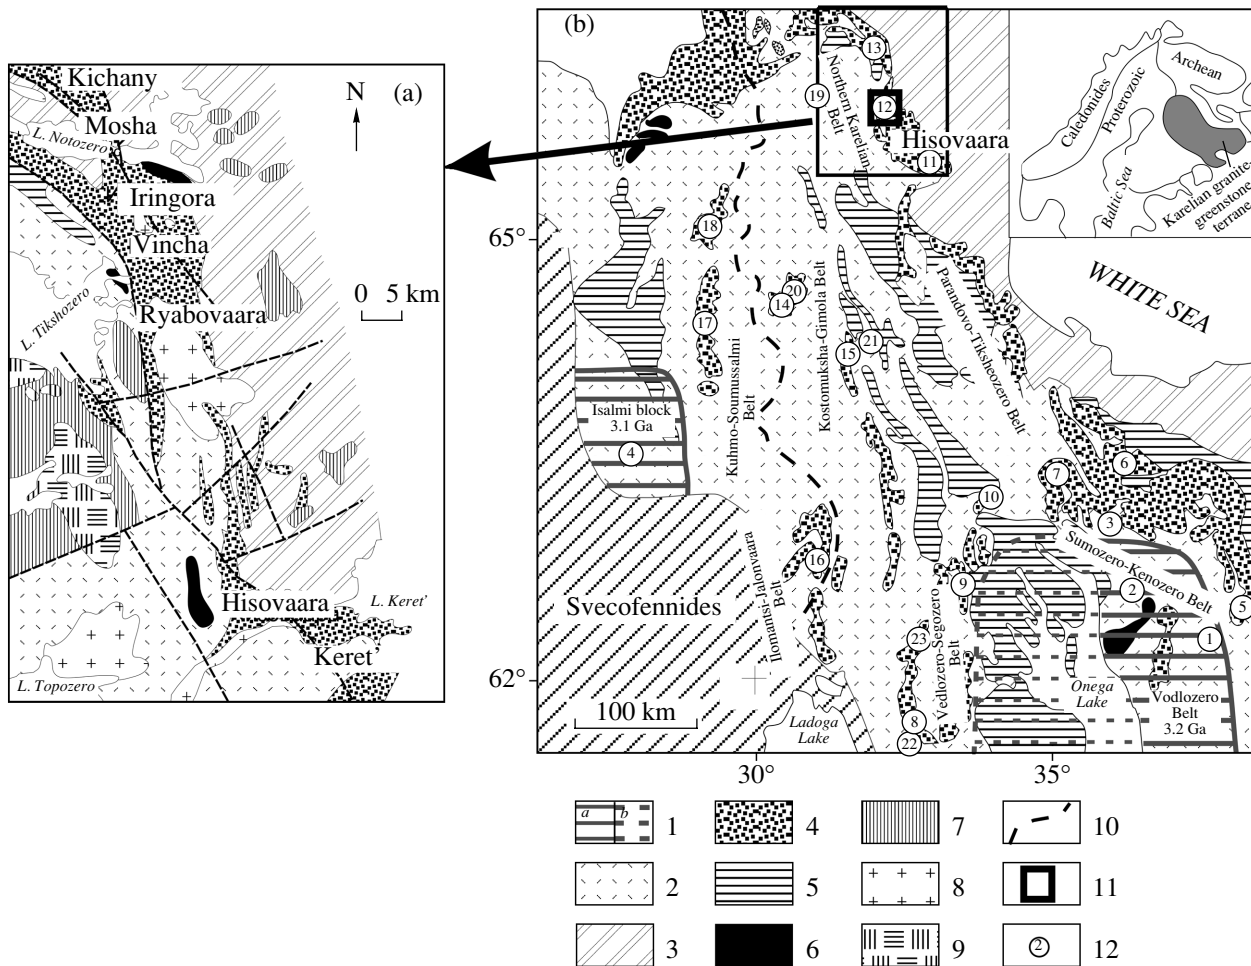 (a)
N
Kichany
L. Notozero
Mosha
Iringora
Vincha
L. Tikshozero
Ryabovaara
0 5 km
Hisovaara
L. Keret'
Keret'
L. Topozero
(b)
13
19
Northern Karelian
Belt
12
Hisovaara
11
Caledonides
Proterozoic
Archean
Baltic Sea
Karelian granite-
greenstone
terrane
WHITE SEA
65°
18
20
14
17
21
15
Kuhmo-Soumussalmi
Belt
Kostomuksha-Gimola Belt
Parandovo-Tiksheozero Belt
Isalmi block
3.1 Ga
4
7
6
10
3
16
Ilomantsi-Jalonvaara
Belt
9
Sumozero-Kenozero Belt
2
5
1
Svecofennides
23
Vedlozero-Segozero
Belt
62°
100 km
Ladoga
Lake
8
22
Onega
Lake
Vodlozero
Belt
3.2 Ga
30°
35°
a b 1
4
7
10
2
5
8
11
3
6
9
2 12